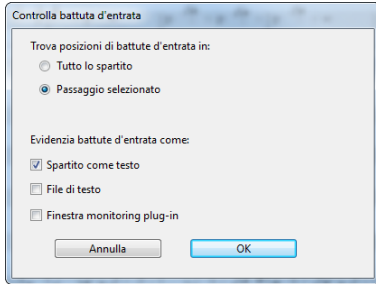 Controlla battuta d'entrata
Trova posizioni di battute d'entrata in:
Tutto lo spartito
Passaggio selezionato
Evidenzia battute d'entrata come:
Spartito come testo
File di testo
Finestra monitoring plug-in
Annulla
OK